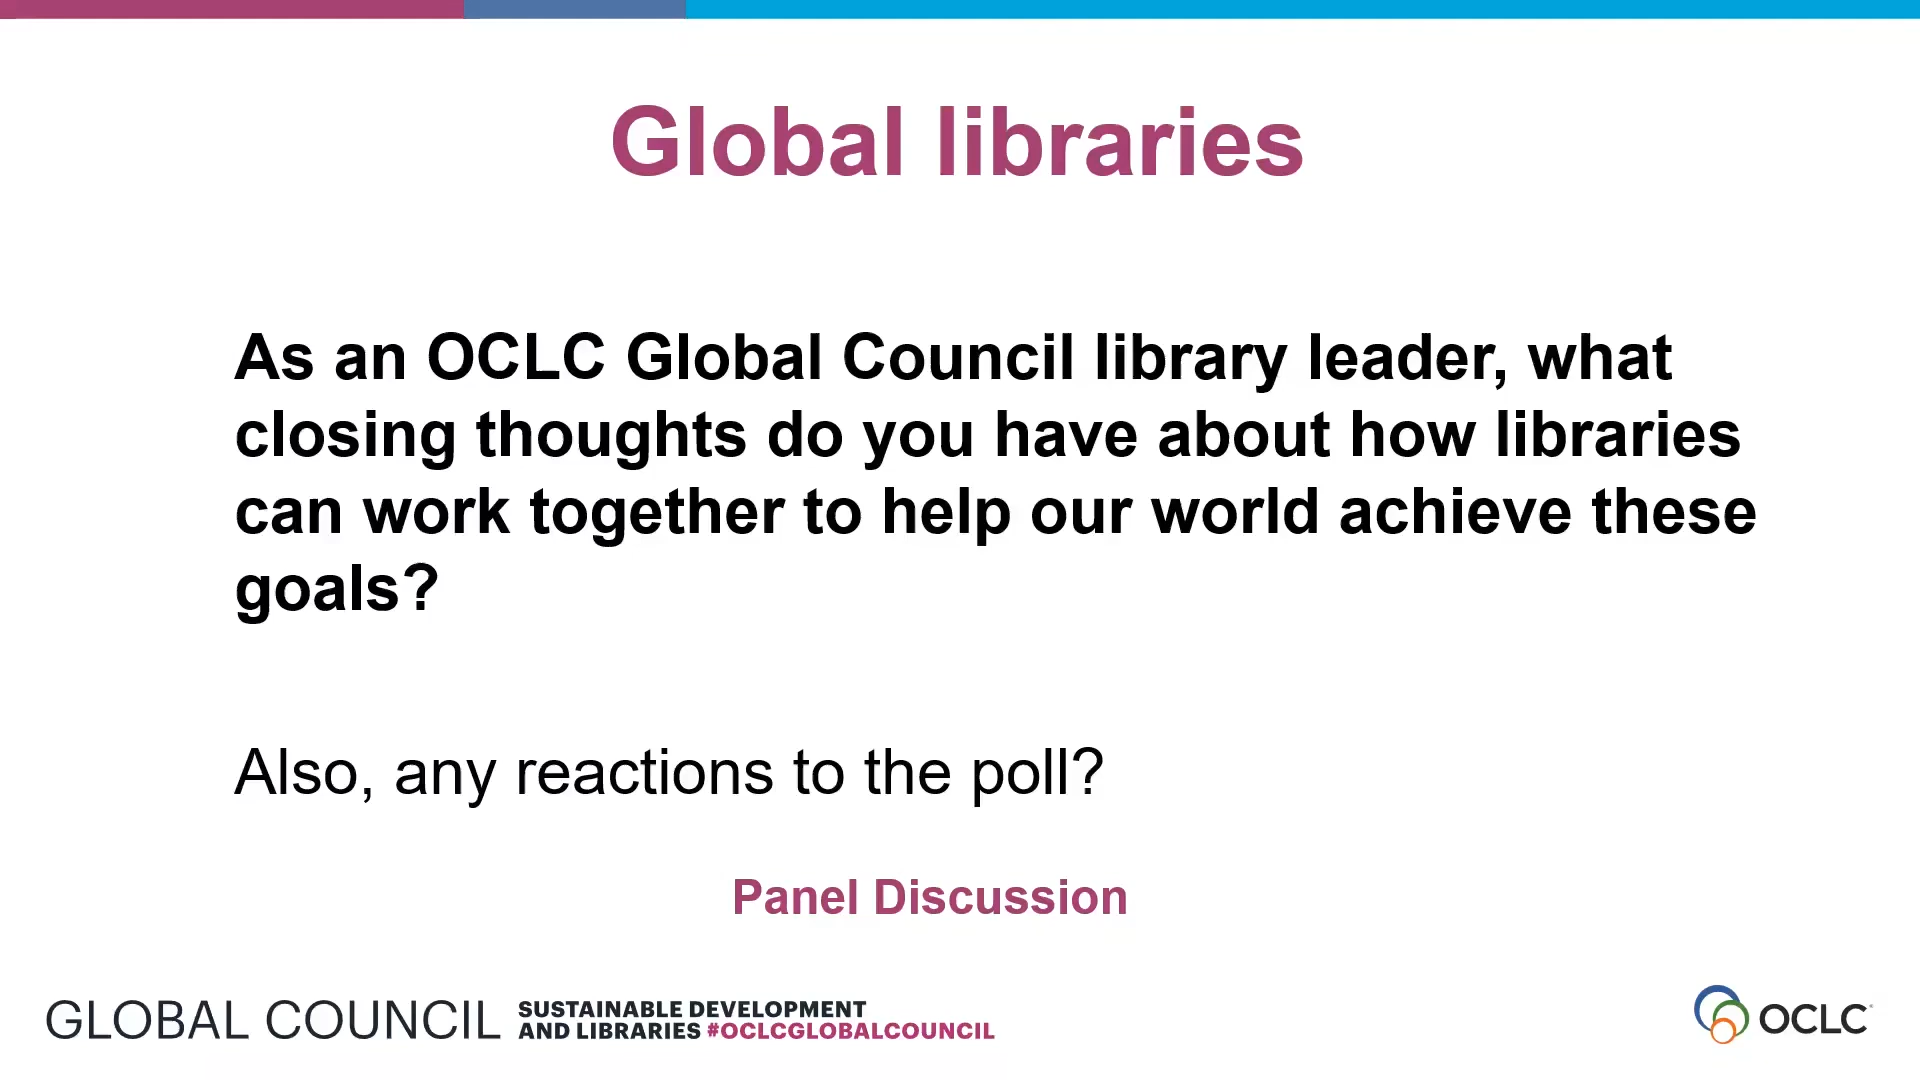 Global libraries
As an OCLC Global Council library leader, what
closing thoughts do you have about how libraries
can work together to help our world achieve these
goals?
Also, any reactions to the poll?
Panel Discussion
GLOBAL COUNCIL
SUSTAINABLE DEVELOPMENT
AND LIBRARIES #OCLCGLOBALCOUNCIL
OCLC